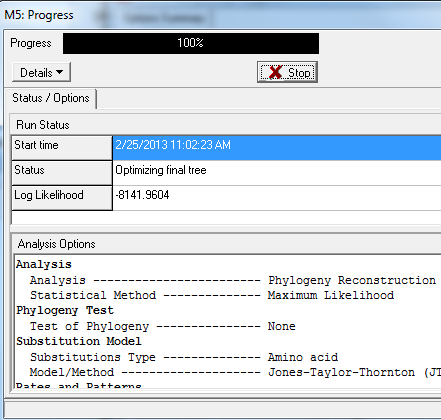 M5: Progress
Progress 100%
Details Stop
Status / Options
Run Status
Start time 2/25/2013 11:02:23 AM
Status Optimizing final tree
Log Likelihood -8141.9604
Analysis Options
Analysis
Analysis ------------------------ Phylogeny Reconstruction
Statistical Method -------------- Maximum Likelihood
Phylogeny Test
Test of Phylogeny --------------- None
Substitution Model
Substitutions Type -------------- Amino acid
Model/Method -------------------- Jones-Taylor-Thornton (JT
Rates and Patterns